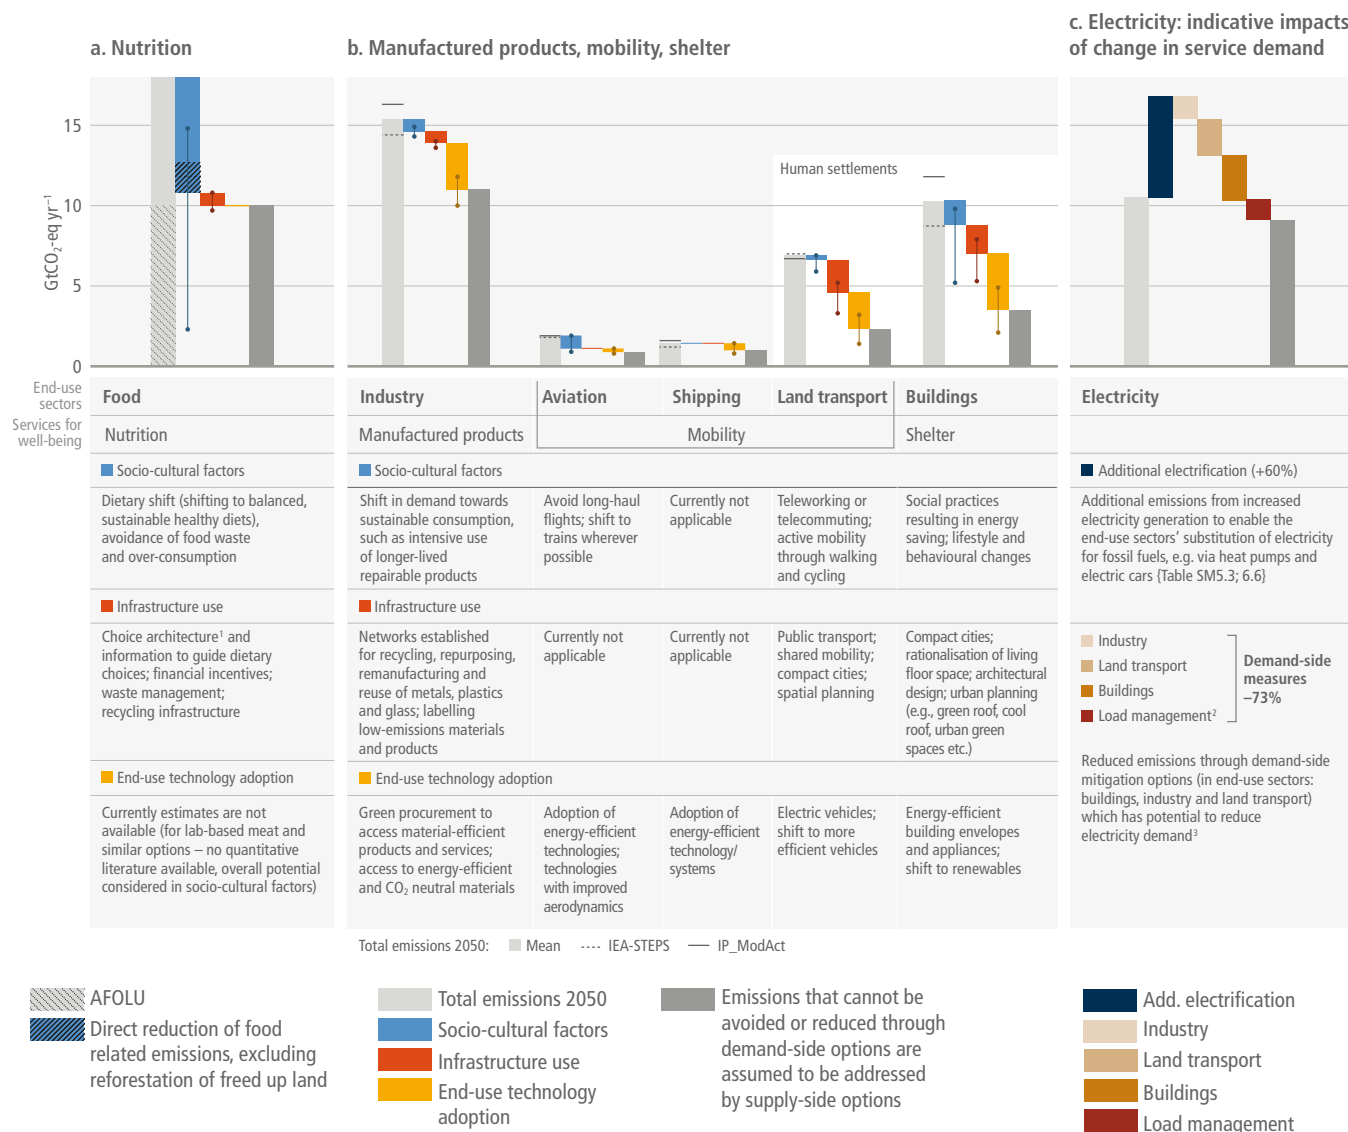 a. Nutrition
b. Manufactured products, mobility, shelter
c. Electricity: indicative impacts
of change in service demand
GtCO₂-eq yr⁻¹
15
10
5
0
Human settlements
End-use
sectors
Services for
well-being
Food
Nutrition
Socio-cultural factors
Dietary shift (shifting to balanced,
sustainable healthy diets),
avoidance of food waste
and over-consumption
Infrastructure use
Choice architecture¹ and
information to guide dietary
choices; financial incentives;
waste management;
recycling infrastructure
End-use technology adoption
Currently estimates are not
available (for lab-based meat and
similar options – no quantitative
literature available, overall potential
considered in socio-cultural factors)
Industry
Aviation
Shipping
Land transport
Buildings
Manufactured products
Mobility
Shelter
Socio-cultural factors
Shift in demand towards
sustainable consumption,
such as intensive use
of longer-lived
repairable products
Avoid long-haul
flights; shift to
trains wherever
possible
Currently not
applicable
Teleworking or
telecommuting;
active mobility
through walking
and cycling
Social practices
resulting in energy
saving; lifestyle and
behavioural changes
Infrastructure use
Networks established
for recycling, repurposing,
remanufacturing and
reuse of metals, plastics
and glass; labelling
low-emissions materials
and products
Currently not
applicable
Currently not
applicable
Public transport;
shared mobility;
compact cities;
spatial planning
Compact cities;
rationalisation of living
floor space; architectural
design; urban planning
(e.g., green roof, cool
roof, urban green
spaces etc.)
End-use technology adoption
Green procurement to
access material-efficient
products and services;
access to energy-efficient
and CO₂ neutral materials
Adoption of
energy-efficient
technologies;
technologies
with improved
aerodynamics
Adoption of
energy-efficient
technology/
systems
Electric vehicles;
shift to more
efficient vehicles
Energy-efficient
building envelopes
and appliances;
shift to renewables
Electricity
Additional electrification (+60%)
Additional emissions from increased
electricity generation to enable the
end-use sectors' substitution of electricity
for fossil fuels, e.g. via heat pumps and
electric cars {Table SM5.3; 6.6}
Industry
Land transport
Buildings
Load management²
Demand-side
measures
–73%
Reduced emissions through demand-side
mitigation options (in end-use sectors:
buildings, industry and land transport)
which has potential to reduce
electricity demand³
Total emissions 2050:
Mean
IEA-STEPS
IP_ModAct
AFOLU
Direct reduction of food
related emissions, excluding
reforestation of freed up land
Total emissions 2050
Socio-cultural factors
Infrastructure use
End-use technology
adoption
Emissions that cannot be
avoided or reduced through
demand-side options are
assumed to be addressed
by supply-side options
Add. electrification
Industry
Land transport
Buildings
Load management